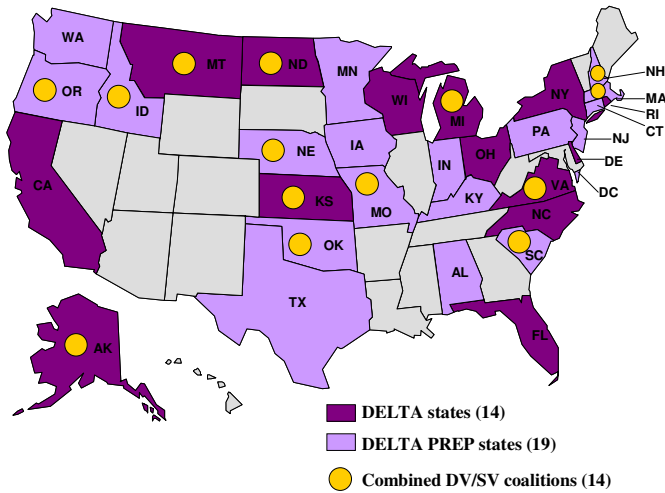 WA
MT
ND
MN
OR
ID
WI
MI
NY
NH
MA
RI
CT
NE
IA
IN
OH
PA
NJ
DE
DC
CA
KS
MO
KY
VA
NC
OK
SC
TX
AL
FL
AK
DELTA states (14)
DELTA PREP states (19)
Combined DV/SV coalitions (14)